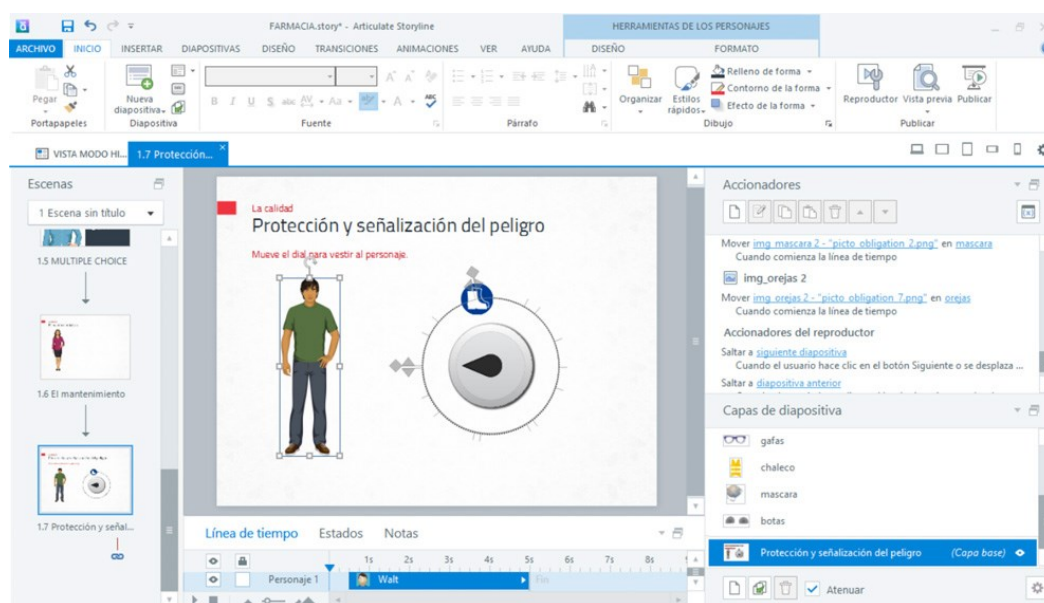 FARMACIA.story* - Articulate Storyline
HERRAMIENTAS DE LOS PERSONAJES
ARCHIVO INICIO INSERTAR DIAPOSITIVAS DISEÑO TRANSICIONES ANIMACIONES VER AYUDA DISEÑO FORMATO
Pegar
Nueva diapositiva
Organizar
Estilos rápidos
Relleno de forma
Contorno de la forma
Efecto de la forma
Reproductor Vista previa Publicar
Portapapeles Diapositiva Fuente Párrafo Dibujo Publicar
VISTA MODO HI... 1.7 Protección...
Escenas
1 Escena sin título
1.5 MULTIPLE CHOICE
1.6 El mantenimiento
1.7 Protección y señal...
La calidad
Protección y señalización del peligro
Mueve el dial para vestir al personaje.
Línea de tiempo Estados Notas
1s 2s 3s 4s 5s 6s 7s 8s
Personaje 1 Walt Fin
Accionadores
Mover img_mascara 2 - "picto_obligation_2.png" en mascara
Cuando comienza la línea de tiempo
img_orejas 2
Mover img_orejas 2 - "picto_obligation_7.png" en orejas
Cuando comienza la línea de tiempo
Accionadores del reproductor
Saltar a siguiente diapositiva
Cuando el usuario hace clic en el botón Siguiente o se desplaza ...
Saltar a diapositiva anterior
Capas de diapositiva
gafas
chaleco
mascara
botas
Protección y señalización del peligro (Capa base)
Atenuar